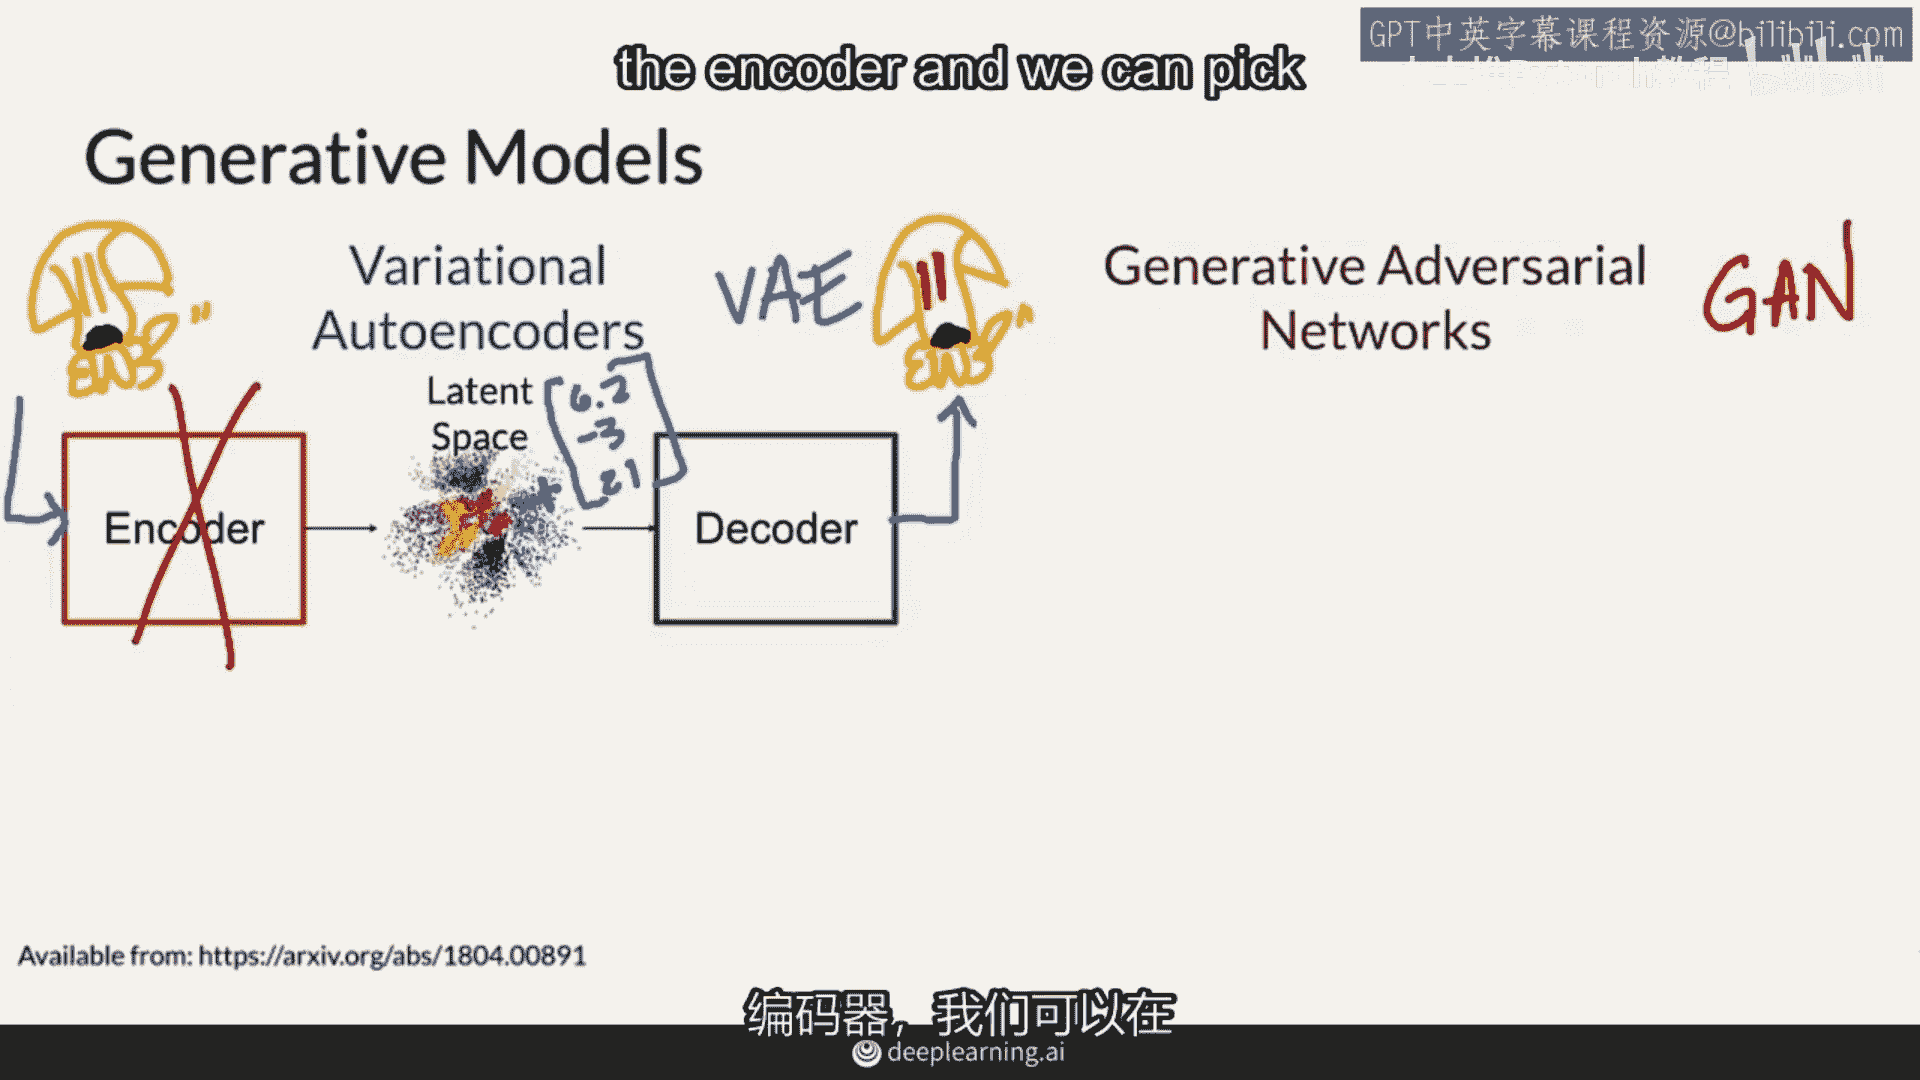 GPT中英字幕课程资源@bilibili.com
the encoder and we can pick
Generative Models
Variational
Autoencoders
VAE
Generative Adversarial
Networks
GAN
Latent
Space
6.2
-3
21
Encoder
Decoder
Available from: https://arxiv.org/abs/1804.00891
编码器，我们可以在
deeplearning.ai